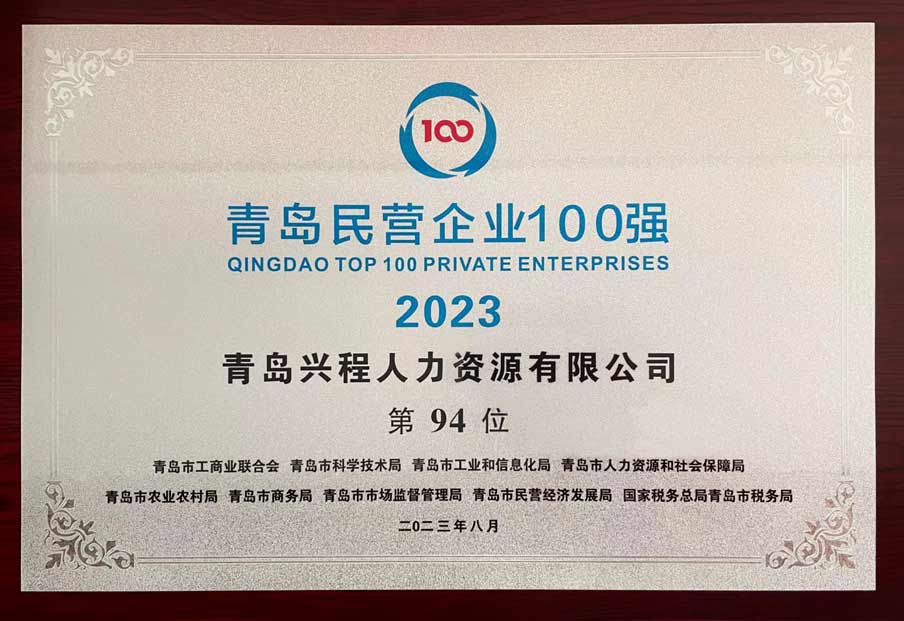 100
青岛民营企业100强
QINGDAO TOP 100 PRIVATE ENTERPRISES
2023
青岛兴程人力资源有限公司
第 94 位
青岛市工商业联合会 青岛市科学技术局 青岛市工业和信息化局 青岛市人力资源和社会保障局
青岛市农业农村局 青岛市商务局 青岛市市场监督管理局 青岛市民营经济发展局 国家税务总局青岛市税务局
二0二三年八月